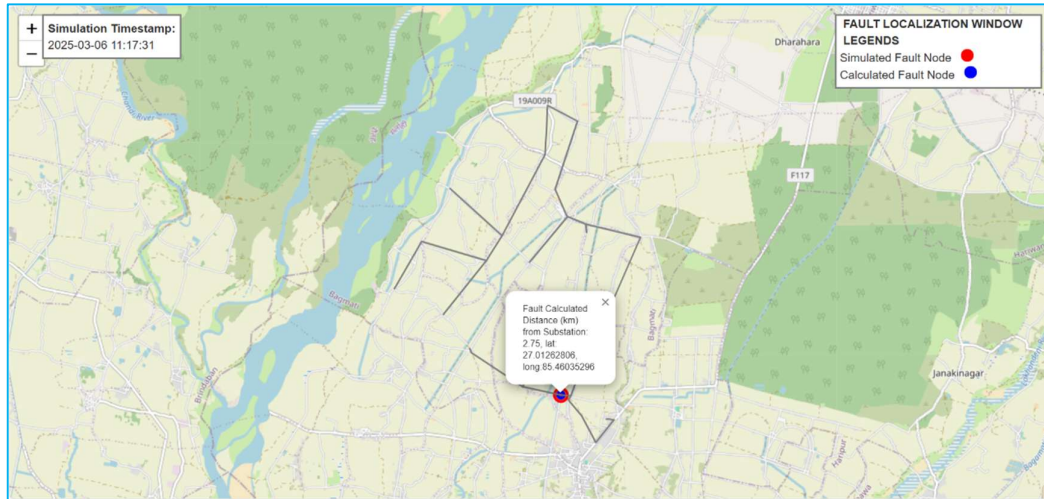 +
−
Simulation Timestamp:
2025-03-06 11:17:31
FAULT LOCALIZATION WINDOW
LEGENDS
Simulated Fault Node
Calculated Fault Node
Dharahara
19A009R
F117
Bagmati
Bagmati
Janakinagar
Haripur
×
Fault Calculated
Distance (km)
from Substation:
2.75, lat:
27.01262806,
long:85.46035296